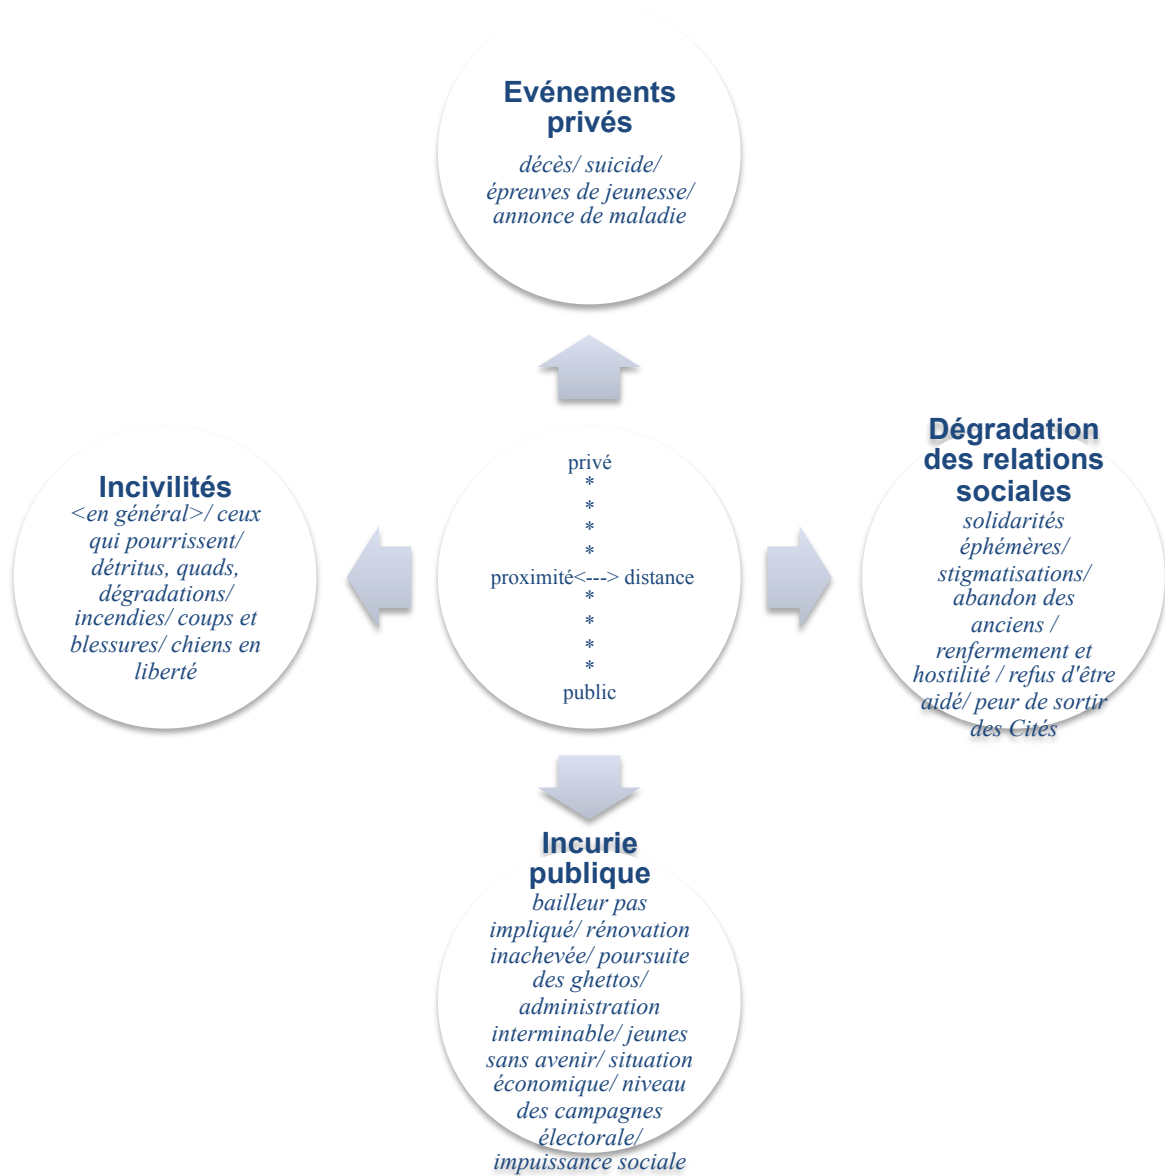 Evénements
privés
décès/ suicide/
épreuves de jeunesse/
annonce de maladie
Incivilités
<en général>/ ceux
qui pourrissent/
détritus, quads,
dégradations/
incendies/ coups et
blessures/ chiens en
liberté
privé
*
*
*
*
proximité<---> distance
*
*
*
*
public
Dégradation
des relations
sociales
solidarités
éphémères/
stigmatisations/
abandon des
anciens /
renfermement et
hostilité / refus d'être
aidé/ peur de sortir
des Cités
Incurie
publique
bailleur pas
impliqué/ rénovation
inachevée/ poursuite
des ghettos/
administration
interminable/ jeunes
sans avenir/ situation
économique/ niveau
des campagnes
électorale/
impuissance sociale